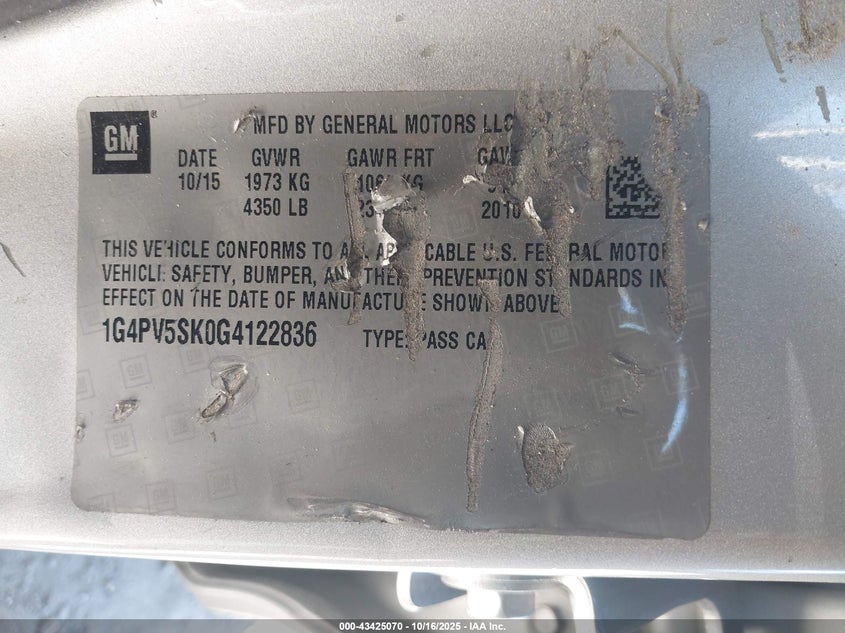 GM
MFD BY GENERAL MOTORS LLC
DATE GVWR GAWR FRT
10/15 1973 KG KG
4350 LB
THIS VEHICLE CONFORMS TO ALL APPLICABLE U.S. FEDERAL MOTOR
VEHICLE SAFETY, BUMPER, AND THEFT PREVENTION STANDARDS IN
EFFECT ON THE DATE OF MANUFACTURE SHOWN ABOVE
1G4PV5SK0G4122836 TYPE: PASS CAR
000-43425070 - 10/16/2025 - IAA Inc.